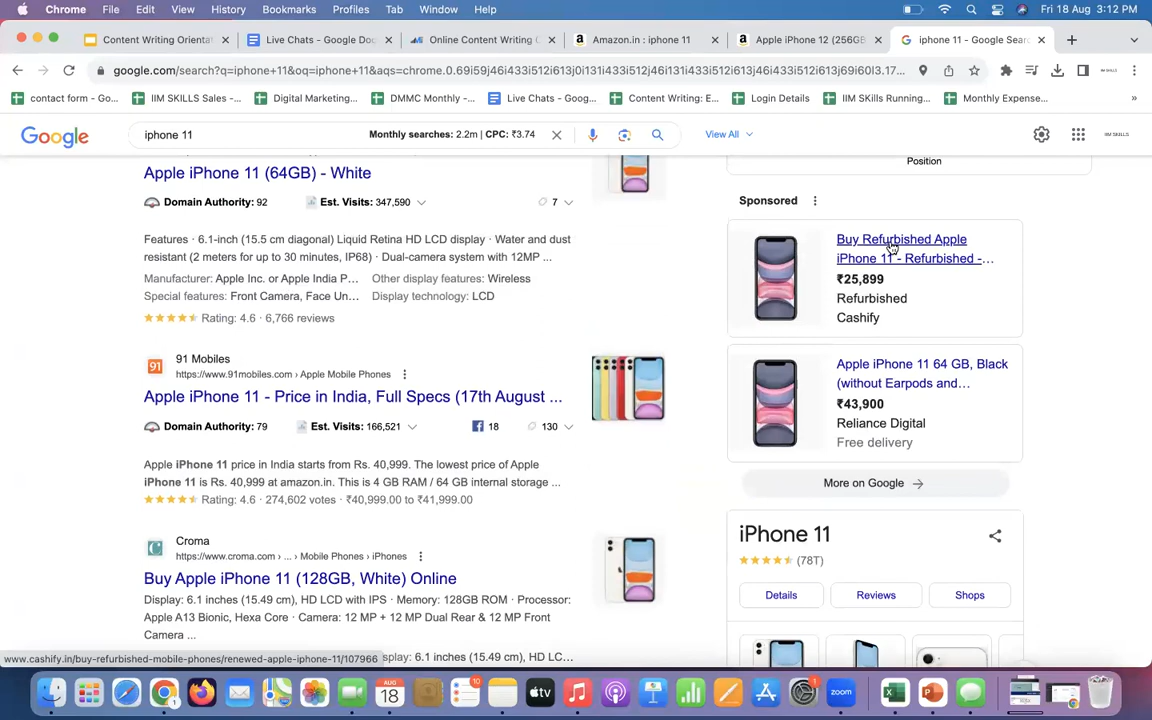 Chrome File Edit View History Bookmarks Profiles Tab Window Help Fri 18 Aug 3:12 PM
Content Writing Orientat Live Chats - Google Doc Online Content Writing C Amazon.in : iphone 11 Apple iPhone 12 (256GB iphone 11 - Google Searc
google.com/search?q=iphone+11&oq=iphone+11&aqs=chrome.0.69i59j46i433i512i613j0i131i433i512j46i131i433i512j46i433i512i613j69i60l3.17...
contact form - Go... IIM SKILLS Sales -... Digital Marketing... DMMC Monthly -... Live Chats - Goog... Content Writing: E... Login Details IIM SKills Running... Monthly Expense... »
Google iphone 11 Monthly searches: 2.2m | CPC: ₹3.74 View All IIM SKILLS
Position
Apple iPhone 11 (64GB) - White
Domain Authority: 92 Est. Visits: 347,590 7
Features · 6.1-inch (15.5 cm diagonal) Liquid Retina HD LCD display · Water and dust
resistant (2 meters for up to 30 minutes, IP68) · Dual-camera system with 12MP ...
Manufacturer: Apple Inc. or Apple India P... Other display features: Wireless
Special features: Front Camera, Face Un... Display technology: LCD
Rating: 4.6 · 6,766 reviews
91 91 Mobiles
https://www.91mobiles.com › Apple Mobile Phones
Apple iPhone 11 - Price in India, Full Specs (17th August ...
Domain Authority: 79 Est. Visits: 166,521 18 130
Apple iPhone 11 price in India starts from Rs. 40,999. The lowest price of Apple
iPhone 11 is Rs. 40,999 at amazon.in. This is 4 GB RAM / 64 GB internal storage ...
Rating: 4.6 · 274,602 votes · ₹40,999.00 to ₹41,999.00
Croma
https://www.croma.com › ... › Mobile Phones › iPhones
Buy Apple iPhone 11 (128GB, White) Online
Display: 6.1 inches (15.49 cm), HD LCD with IPS · Memory: 128GB ROM · Processor:
Apple A13 Bionic, Hexa Core · Camera: 12 MP + 12 MP Dual Rear & 12 MP Front
Camera ...
splay: 6.1 inches (15.49 cm), HD LC...
Sponsored
Buy Refurbished Apple
iPhone 11 - Refurbished -...
₹25,899
Refurbished
Cashify
Apple iPhone 11 64 GB, Black
(without Earpods and...
₹43,900
Reliance Digital
Free delivery
More on Google
iPhone 11
(78T)
Details Reviews Shops
www.cashify.in/buy-refurbished-mobile-phones/renewed-apple-iphone-11/107966
AUG 18 10 tv 1 zoom